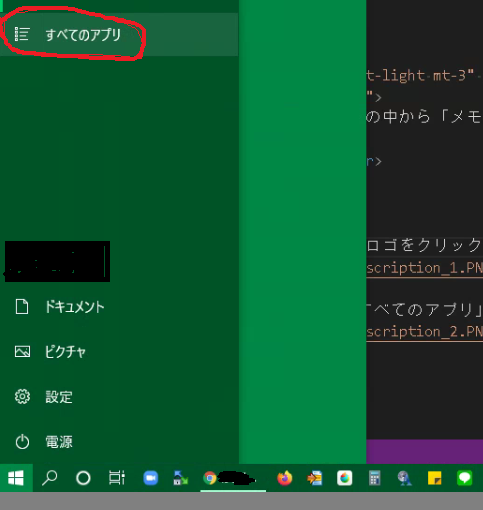 すべてのアプリ
t-light mt-3"
">
の中から「メモ
r>
ロゴをクリック
scription_1.PN
すべてのアプリ」
scription_2.PN
ドキュメント
ピクチャ
設定
電源